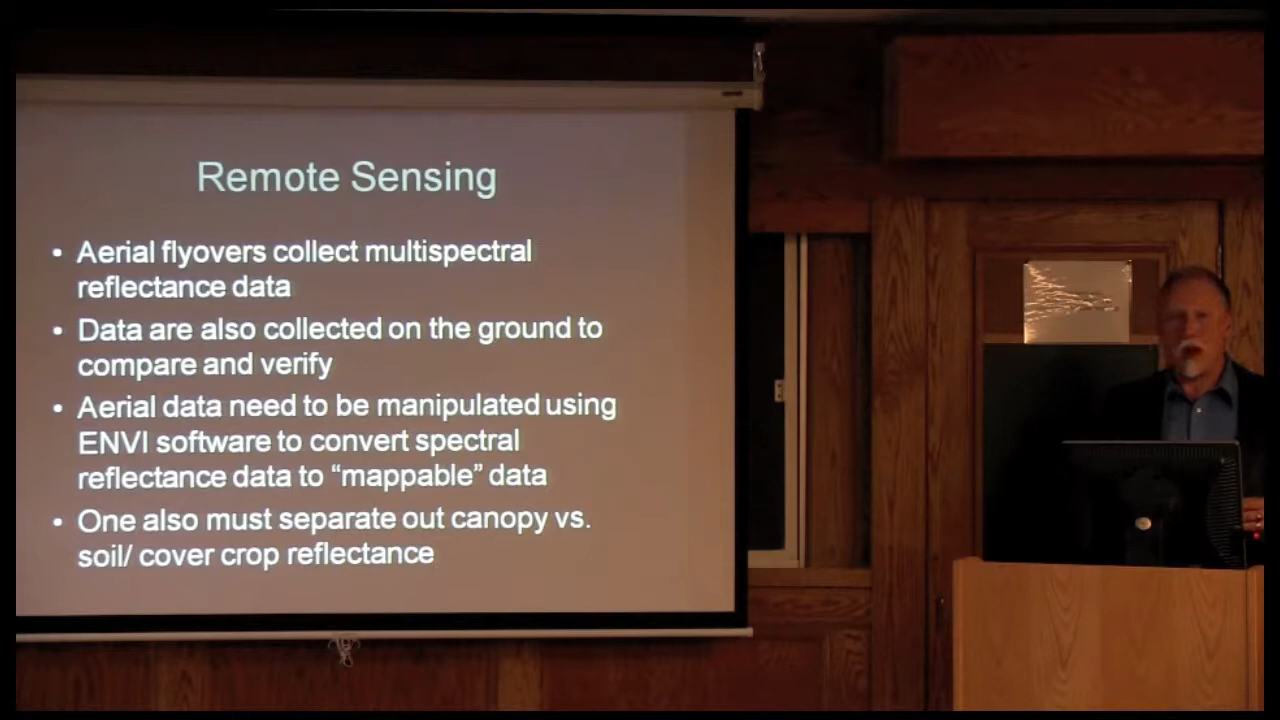 Remote Sensing
• Aerial flyovers collect multispectral
reflectance data
• Data are also collected on the ground to
compare and verify
• Aerial data need to be manipulated using
ENVI software to convert spectral
reflectance data to “mappable” data
• One also must separate out canopy vs.
soil/ cover crop reflectance